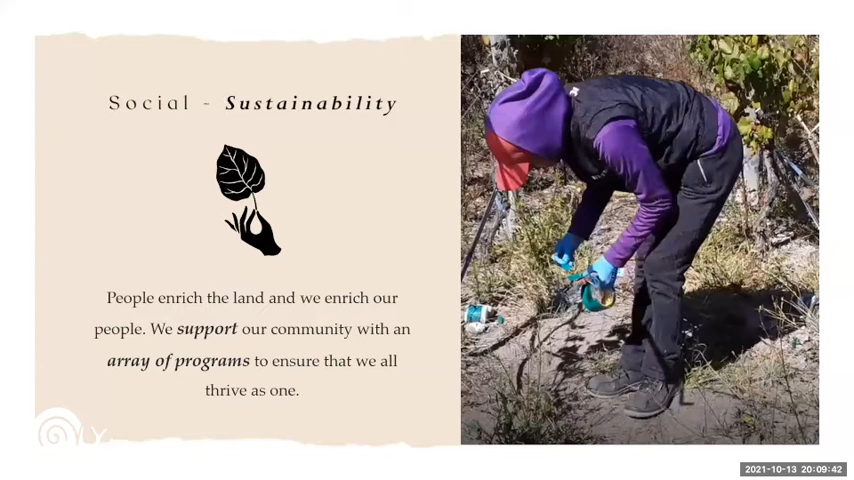 Social - Sustainability
People enrich the land and we enrich our
people. We support our community with an
array of programs to ensure that we all
thrive as one.
LY
2021-10-13 20:09:42